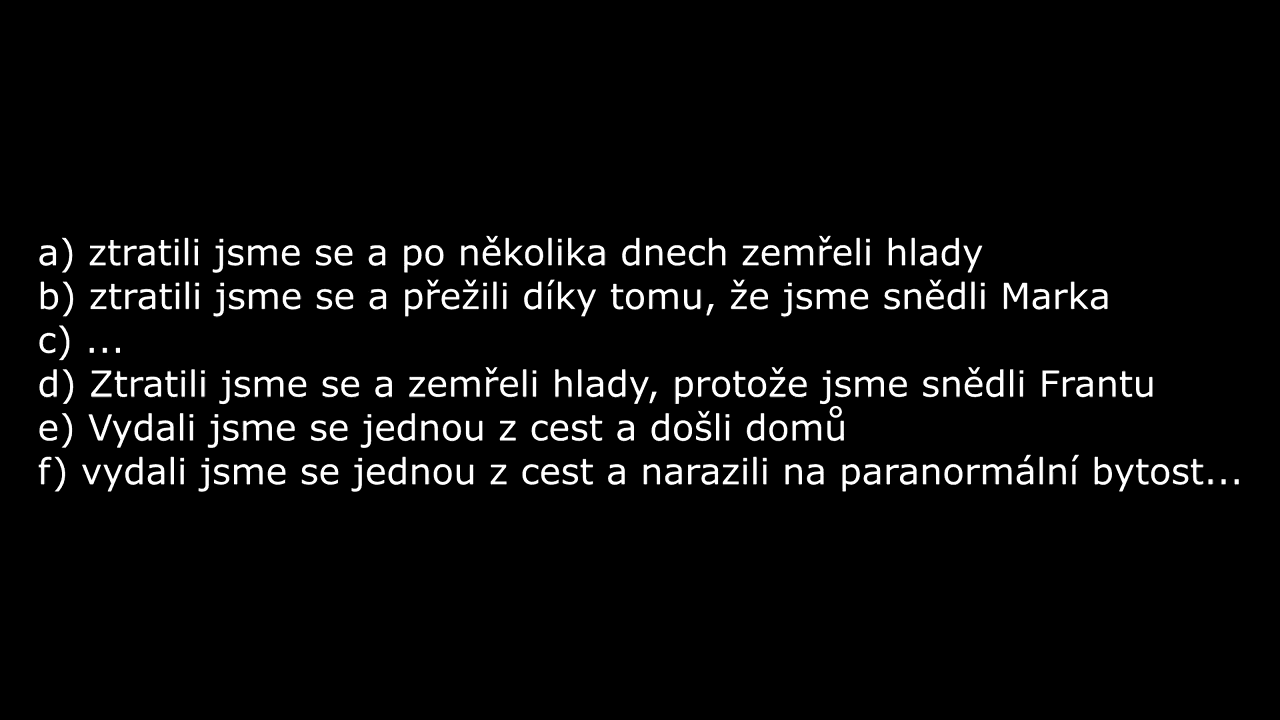 a) ztratili jsme se a po několika dnech zemřeli hlady
b) ztratili jsme se a přežili díky tomu, že jsme snědli Marka
c) ...
d) Ztratili jsme se a zemřeli hlady, protože jsme snědli Frantu
e) Vydali jsme se jednou z cest a došli domů
f) vydali jsme se jednou z cest a narazili na paranormální bytost...